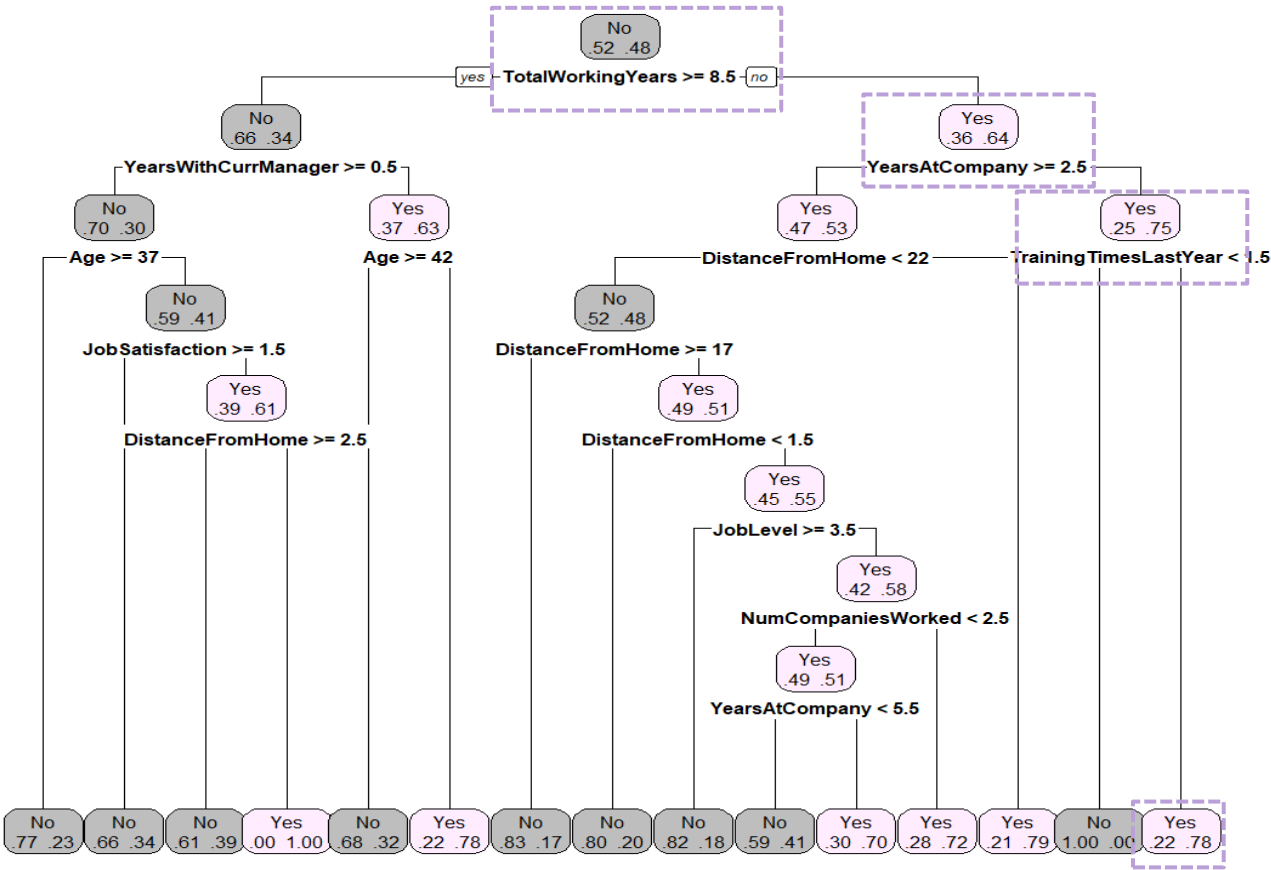 No
.52 .48
yes TotalWorkingYears >= 8.5 no
No
.66 .34
Yes
.36 .64
YearsWithCurrManager >= 0.5
YearsAtCompany >= 2.5
No
.70 .30
Yes
.37 .63
Yes
.47 .53
Yes
.25 .75
Age >= 37
Age >= 42
DistanceFromHome < 22
TrainingTimesLastYear < 1.5
No
.59 .41
No
.52 .48
JobSatisfaction >= 1.5
DistanceFromHome >= 17
Yes
.39 .61
Yes
.49 .51
DistanceFromHome >= 2.5
DistanceFromHome < 1.5
Yes
.45 .55
JobLevel >= 3.5
Yes
.42 .58
NumCompaniesWorked < 2.5
Yes
.49 .51
YearsAtCompany < 5.5
No
.77 .23
No
.66 .34
No
.61 .39
Yes
.00 1.00
No
.68 .32
Yes
.22 .78
No
.83 .17
No
.80 .20
No
.82 .18
No
.59 .41
Yes
.30 .70
Yes
.28 .72
Yes
.21 .79
No
1.00 .00
Yes
.22 .78